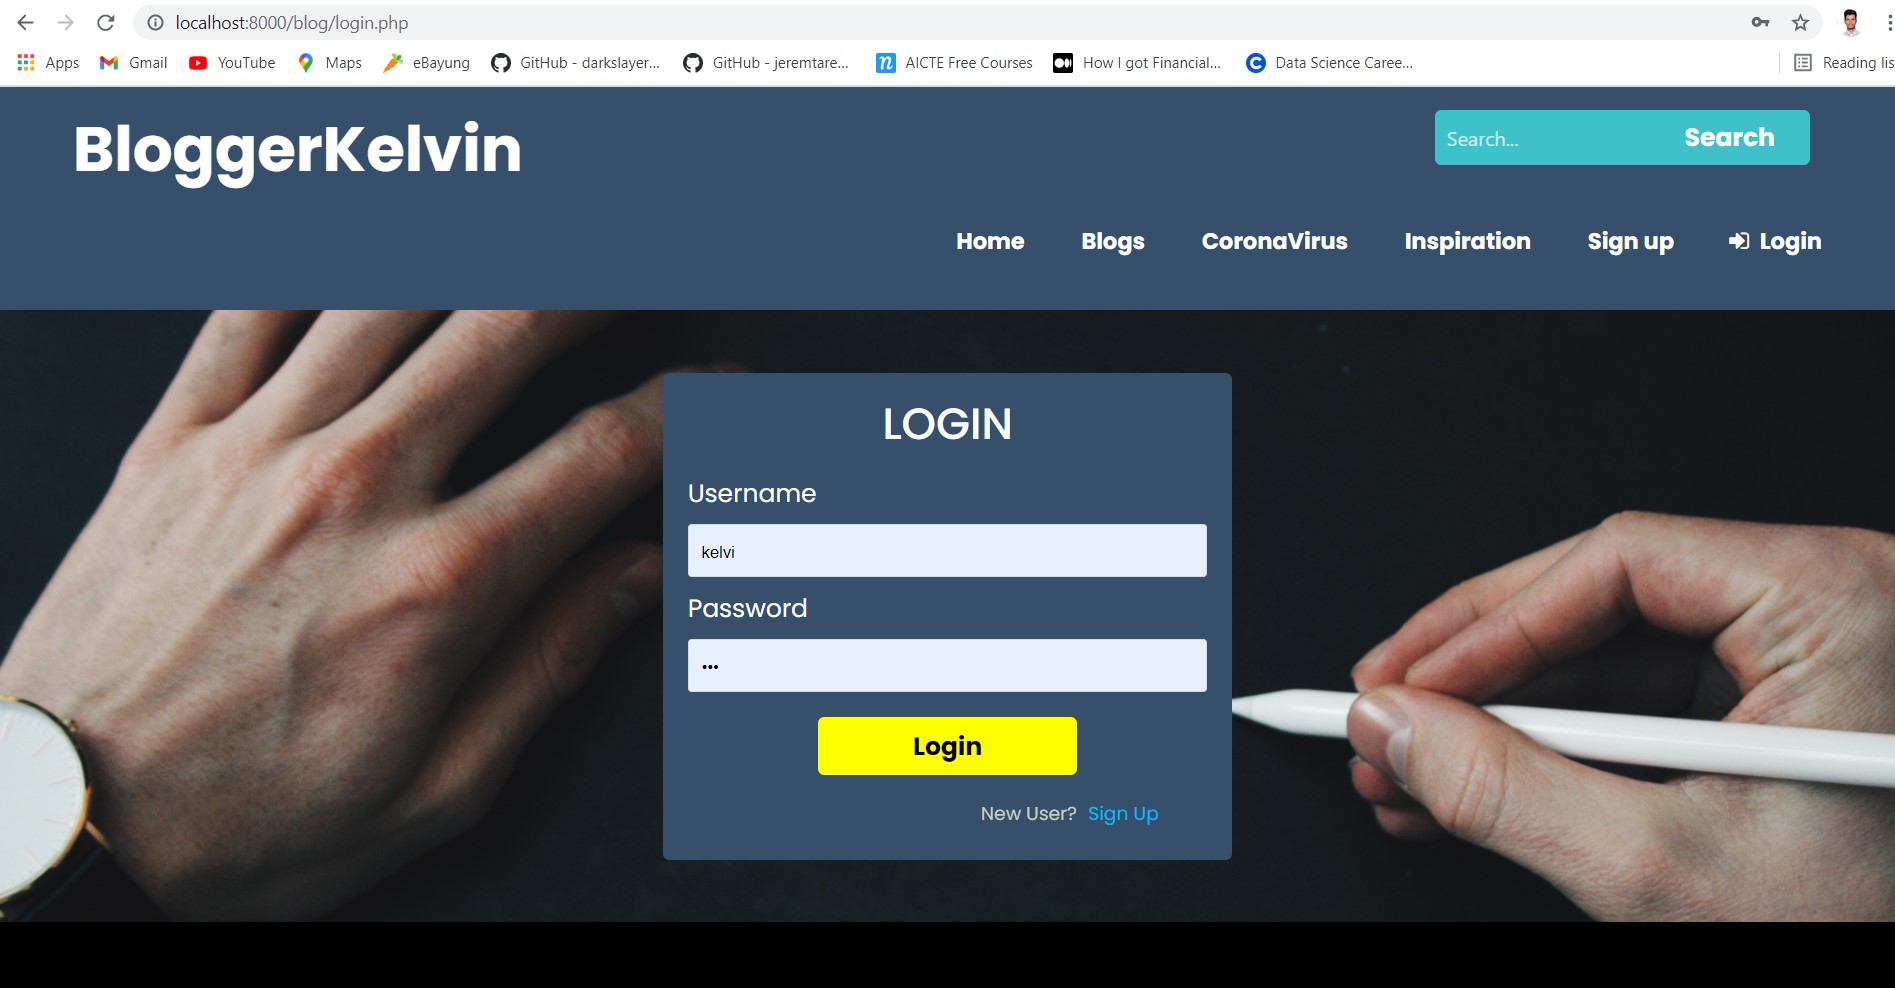 localhost:8000/blog/login.php
Apps Gmail YouTube Maps eBayung GitHub - darkslayer... GitHub - jeremtare... AICTE Free Courses How I got Financial... Data Science Caree... Reading lis
BloggerKelvin
Search... Search
Home Blogs CoronaVirus Inspiration Sign up Login
LOGIN
Username
kelvi
Password
•••
Login
New User? Sign Up